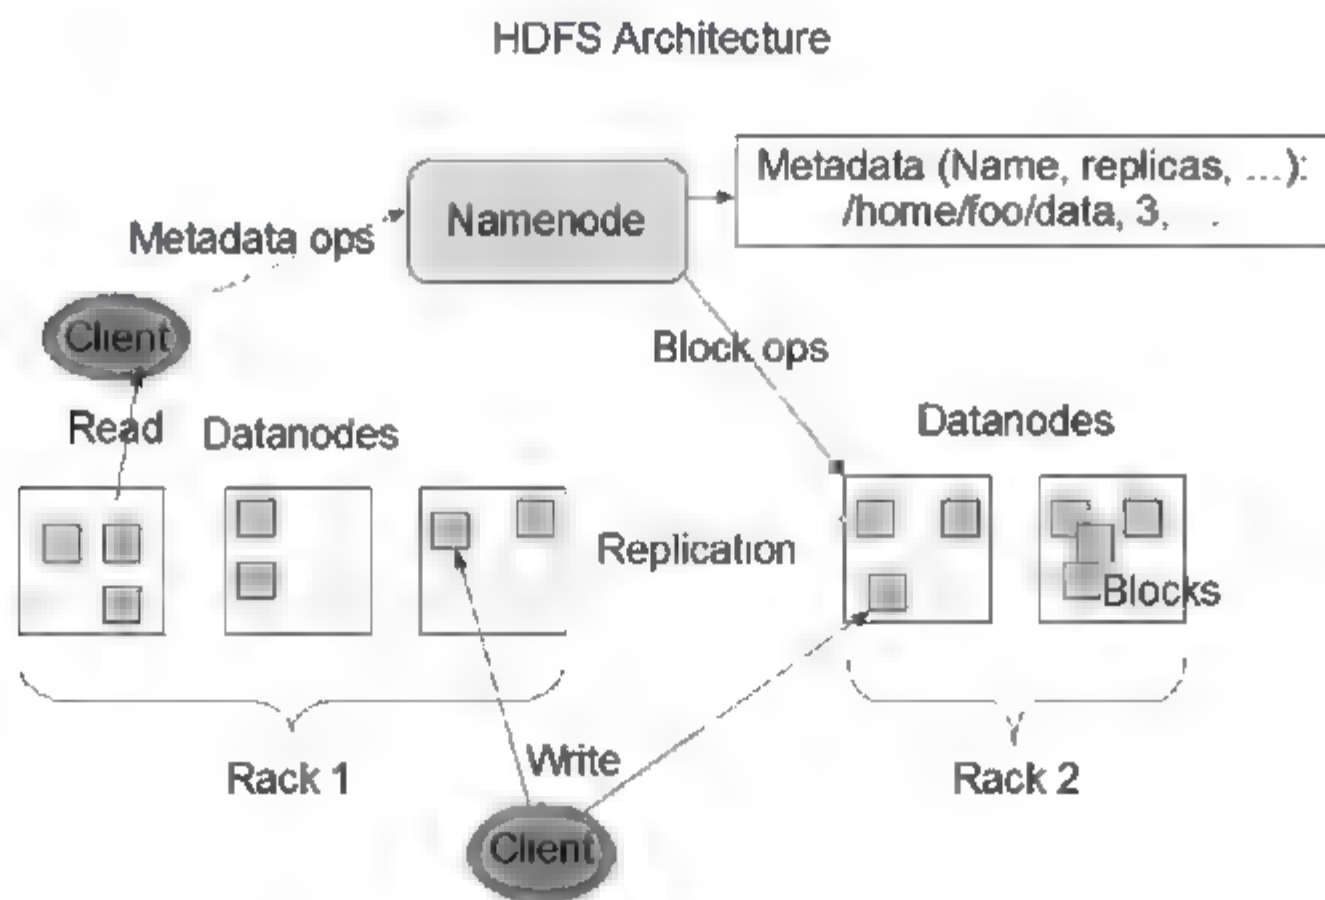 HDFS Architecture
Metadata (Name, replicas, ...):
/home/foo/data, 3, .
Namenode
Metadata ops
Client
Block ops
Read
Datanodes
Datanodes
Replication
Blocks
Write
Rack 1
Rack 2
Client